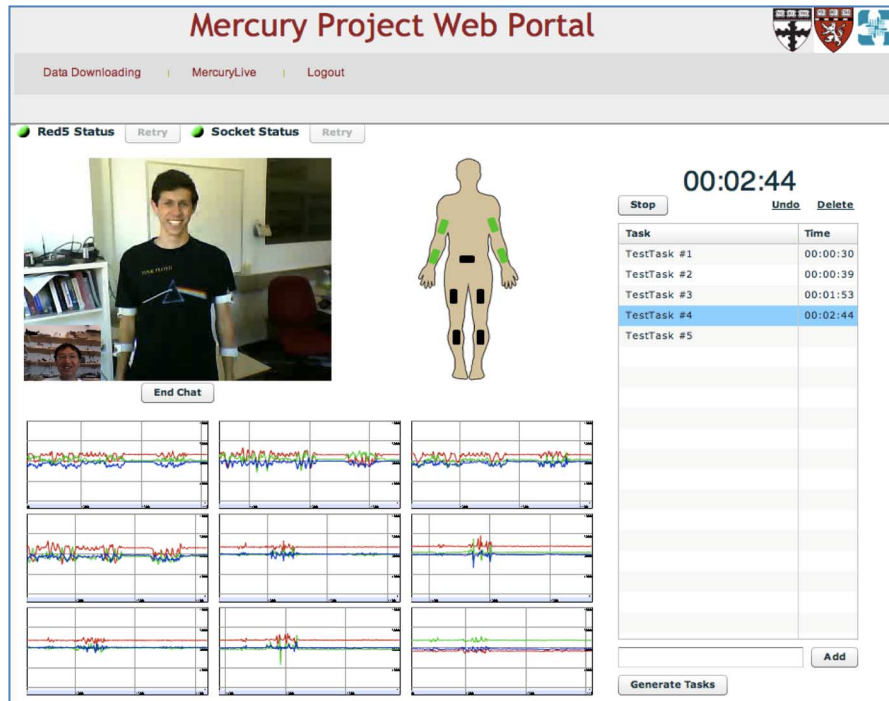 Mercury Project Web Portal
Data Downloading | MercuryLive | Logout
Red5 Status Retry Socket Status Retry
PINK FLOYD
End Chat
00:02:44
Stop Undo Delete
Task Time
TestTask #1 00:00:30
TestTask #2 00:00:39
TestTask #3 00:01:53
TestTask #4 00:02:44
TestTask #5
Add
Generate Tasks